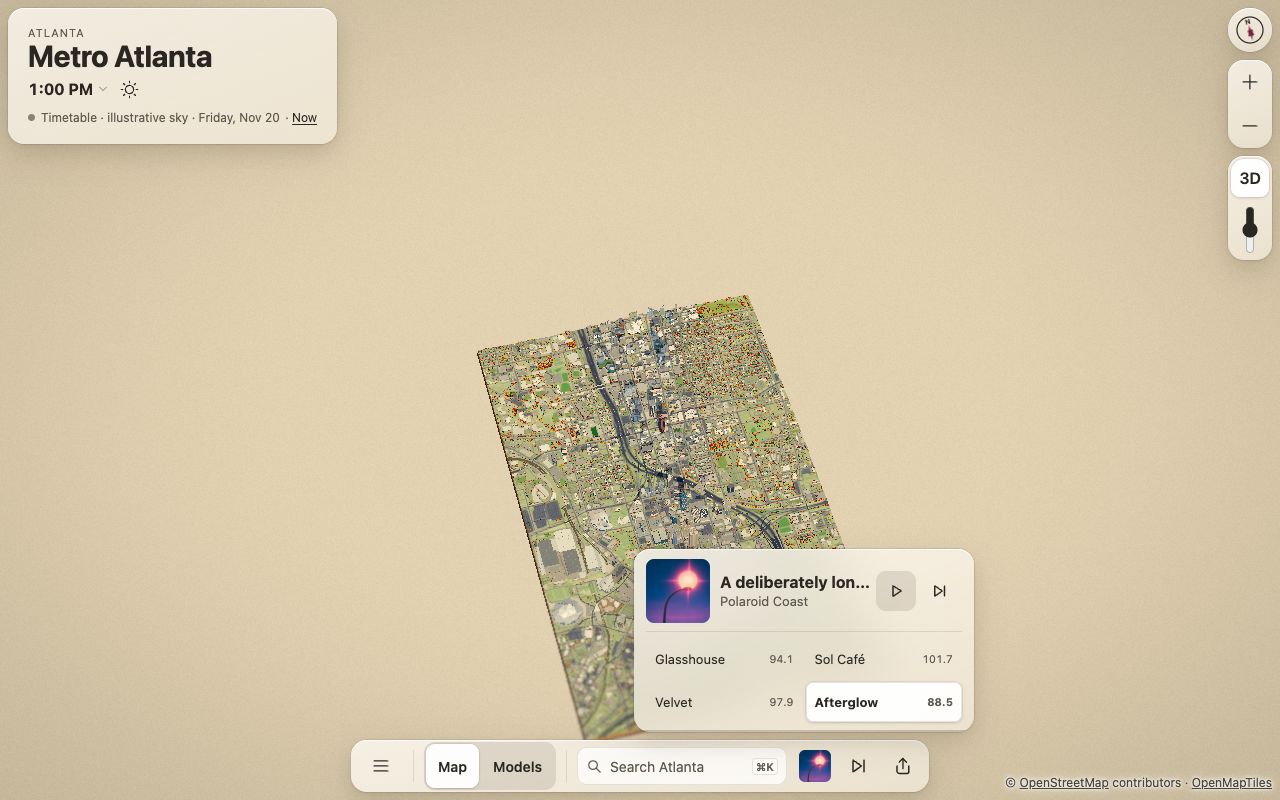 ATLANTA
Metro Atlanta
1:00 PM
Timetable · illustrative sky · Friday, Nov 20 · Now
N
3D
A deliberately lon...
Polaroid Coast
Glasshouse 94.1
Sol Café 101.7
Velvet 97.9
Afterglow 88.5
Map
Models
Search Atlanta ⌘K
© OpenStreetMap contributors · OpenMapTiles